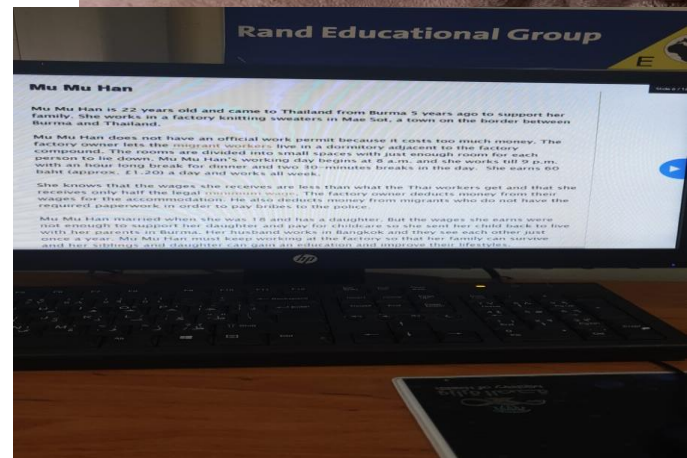 Rand Educational Group
E
Mu Mu Han
Mu Mu Han is 22 years old and came to Thailand from Burma 5 years ago to support her
family. She works in a factory knitting sweaters in Mae Sot, a town on the border between
Burma and Thailand.
Mu Mu Han does not have an official work permit because it costs too much money. The
factory owner lets the migrant workers live in a dormitory adjacent to the factory
compound. The rooms are divided into small spaces with just enough room for each
person to lie down. Mu Mu Han's working day begins at 8 a.m. and she works till 9 p.m.
with an hour long break for dinner and two 10-minutes breaks in the day. She earns 60
baht (approx. £1.20) a day and works all week.
She knows that the wages she receives are less than what the Thai workers get and that she
receives only half the legal minimum wage. The factory owner deducts money from their
wages for the accommodation. He also deducts money from migrants who do not have the
required paperwork in order to pay bribes to the police.
Mu Mu Han married when she was 18 and has a daughter. But the wages she earns were
not enough to support her daughter and pay for childcare so she sent her child back to live
with her parents in Burma. Her husband works in Bangkok and they see each other just
once a year. Mu Mu Han must keep working at the factory so that her family can survive
and her siblings and daughter can gain an education and improve their lifestyles.
hp